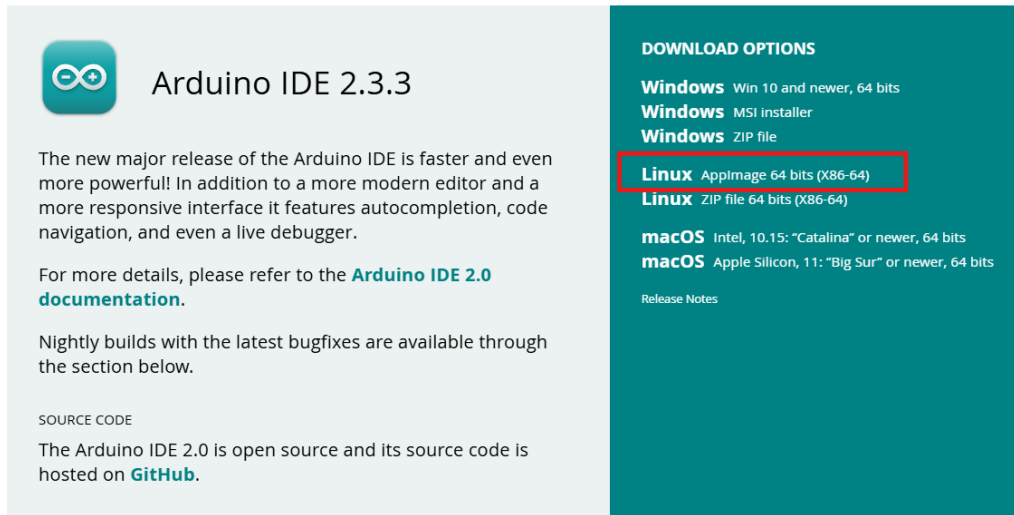 Arduino IDE 2.3.3
The new major release of the Arduino IDE is faster and even
more powerful! In addition to a more modern editor and a
more responsive interface it features autocompletion, code
navigation, and even a live debugger.
For more details, please refer to the Arduino IDE 2.0
documentation.
Nightly builds with the latest bugfixes are available through
the section below.
SOURCE CODE
The Arduino IDE 2.0 is open source and its source code is
hosted on GitHub.
DOWNLOAD OPTIONS
Windows Win 10 and newer, 64 bits
Windows MSI installer
Windows ZIP file
Linux AppImage 64 bits (X86-64)
Linux ZIP file 64 bits (X86-64)
macOS Intel, 10.15: “Catalina” or newer, 64 bits
macOS Apple Silicon, 11: “Big Sur” or newer, 64 bits
Release Notes